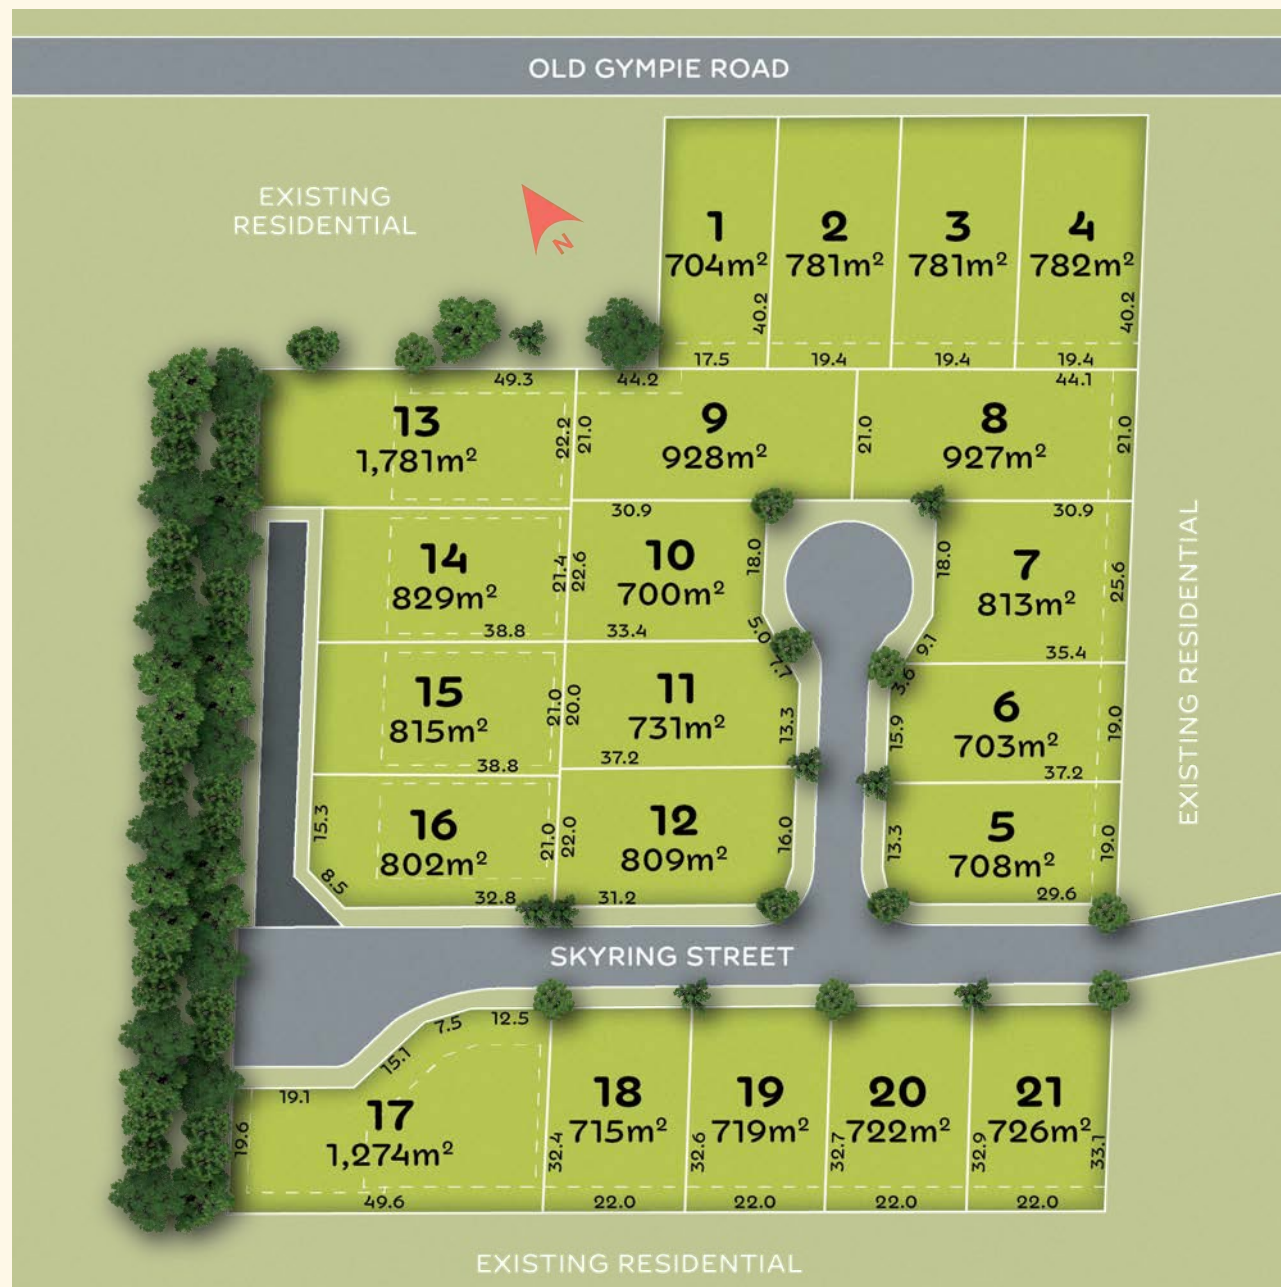 OLD GYMPIE ROAD
EXISTING
RESIDENTIAL
N
1
704m²
40.2
17.5
2
781m²
19.4
3
781m²
19.4
4
782m²
40.2
19.4
13
1,781m²
49.3
22.2
9
928m²
44.2
21.0
8
927m²
44.1
21.0
21.0
14
829m²
21.4
38.8
10
700m²
30.9
22.6
18.0
33.4
5.0
7
813m²
30.9
18.0
25.6
9.1
35.4
15
815m²
21.0
38.8
11
731m²
20.0
7.7
13.3
37.2
6
703m²
3.6
15.9
19.0
37.2
16
802m²
15.3
8.5
21.0
32.8
12
809m²
22.0
16.0
31.2
5
708m²
13.3
19.0
29.6
EXISTING RESIDENTIAL
SKYRING STREET
17
1,274m²
19.1
15.1
7.5
12.5
19.6
49.6
18
715m²
32.4
22.0
19
719m²
32.6
22.0
20
722m²
32.7
22.0
21
726m²
32.9
33.1
22.0
EXISTING RESIDENTIAL